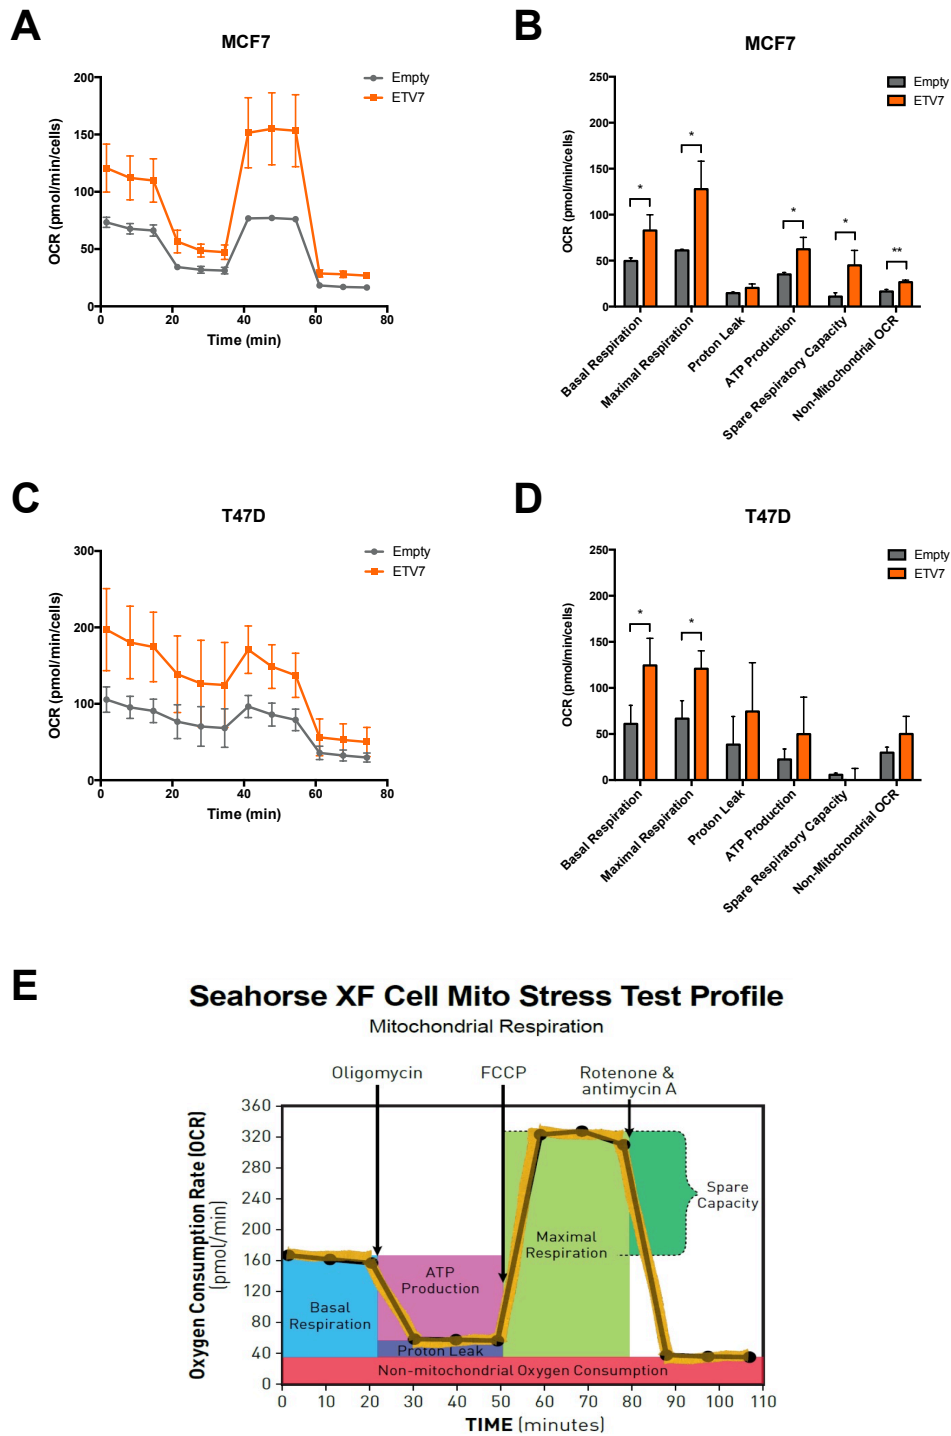 A
MCF7
Empty
ETV7
OCR (pmol/min/cells)
200
150
100
50
0
0 20 40 60 80
Time (min)
B
MCF7
Empty
ETV7
OCR (pmol/min/cells)
250
200
150
100
50
0
* * * * **
Basal Respiration
Maximal Respiration
Proton Leak
ATP Production
Spare Respiratory Capacity
Non-Mitochondrial OCR
C
T47D
Empty
ETV7
OCR (pmol/min/cells)
300
200
100
0
0 20 40 60 80
Time (min)
D
T47D
Empty
ETV7
OCR (pmol/min/cells)
250
200
150
100
50
0
* *
Basal Respiration
Maximal Respiration
Proton Leak
ATP Production
Spare Respiratory Capacity
Non-Mitochondrial OCR
E
Seahorse XF Cell Mito Stress Test Profile
Mitochondrial Respiration
Oligomycin
FCCP
Rotenone &
antimycin A
Oxygen Consumption Rate (OCR)
(pmol/min)
360
320
280
240
200
160
120
80
40
0
Basal
Respiration
ATP
Production
Proton Leak
Maximal
Respiration
Spare
Capacity
Non-mitochondrial Oxygen Consumption
0 10 20 30 40 50 60 70 80 90 100 110
TIME (minutes)